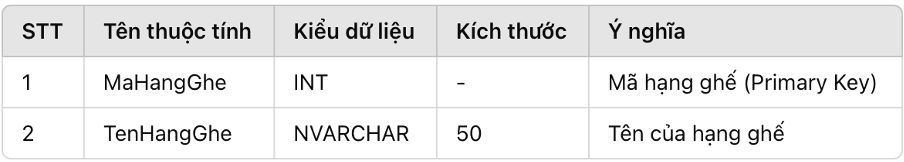 STT Tên thuộc tính Kiểu dữ liệu Kích thước Ý nghĩa
1 MaHangGhe INT - Mã hạng ghế (Primary Key)
2 TenHangGhe NVARCHAR 50 Tên của hạng ghế